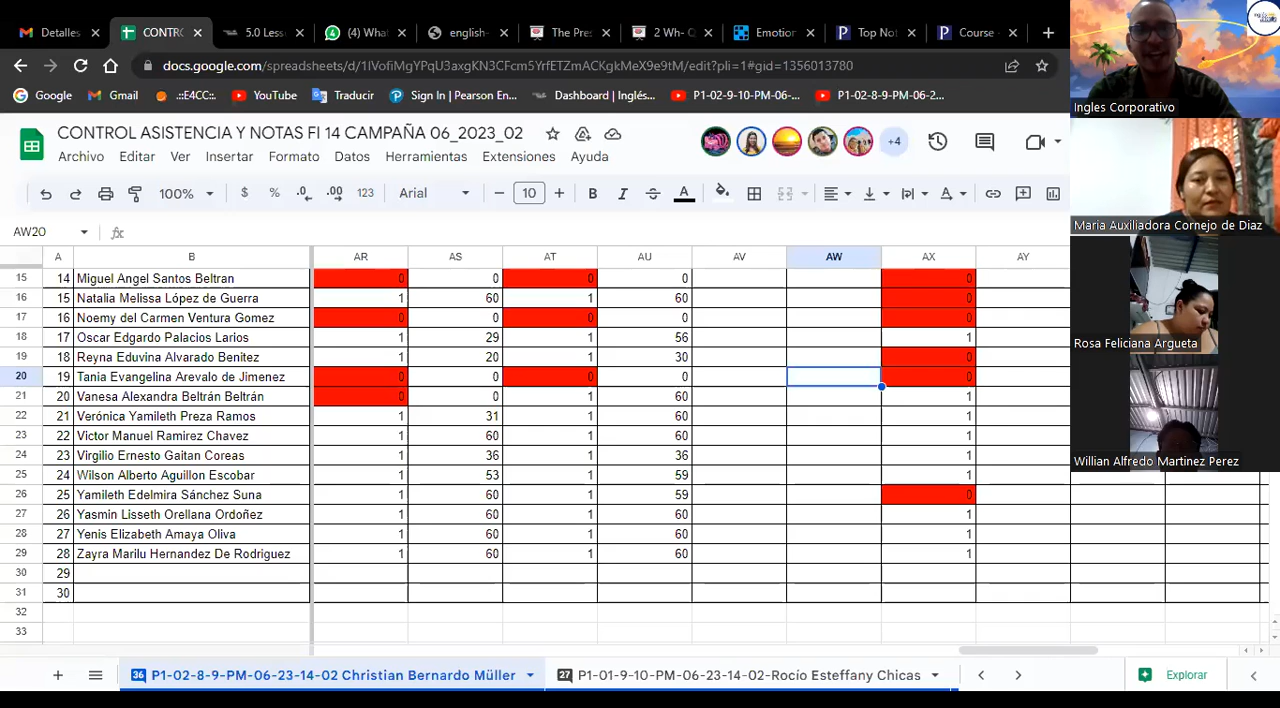 Detalles
CONTRO
5.0 Less
(4) What
english-
The Pres
2 Wh- Q
Emotion
Top Not
Course -
docs.google.com/spreadsheets/d/1IVofiMgYPqU3axgKN3CFcm5YrfETZmACKgkMeX9e9tM/edit?pli=1#gid=1356013780
Google
Gmail
.::E4CC:.
YouTube
Traducir
Sign In | Pearson En...
Dashboard | Inglés...
P1-02-9-10-PM-06-...
P1-02-8-9-PM-06-2...
CONTROL ASISTENCIA Y NOTAS FI 14 CAMPAÑA 06_2023_02
+4
Archivo Editar Ver Insertar Formato Datos Herramientas Extensiones Ayuda
100% $ % .0 .00 123 Arial 10 B I S A
AW20 fx
A B AR AS AT AU AV AW AX AY
15 14 Miguel Angel Santos Beltran 0 0 0 0 0
16 15 Natalia Melissa López de Guerra 1 60 1 60 0
17 16 Noemy del Carmen Ventura Gomez 0 0 0 0 0
18 17 Oscar Edgardo Palacios Larios 1 29 1 56 1
19 18 Reyna Eduvina Alvarado Benitez 1 20 1 30 0
20 19 Tania Evangelina Arevalo de Jimenez 0 0 0 0 0
21 20 Vanesa Alexandra Beltrán Beltrán 0 0 1 60 1
22 21 Verónica Yamileth Preza Ramos 1 31 1 60 1
23 22 Victor Manuel Ramirez Chavez 1 60 1 60 1
24 23 Virgilio Ernesto Gaitan Coreas 1 36 1 36 1
25 24 Wilson Alberto Aguillon Escobar 1 53 1 59 1
26 25 Yamileth Edelmira Sánchez Suna 1 60 1 59 0
27 26 Yasmin Lisseth Orellana Ordoñez 1 60 1 60 1
28 27 Yenis Elizabeth Amaya Oliva 1 60 1 60 1
29 28 Zayra Marilu Hernandez De Rodriguez 1 60 1 60 1
30 29
31 30
32
33
36 P1-02-8-9-PM-06-23-14-02 Christian Bernardo Müller
27 P1-01-9-10-PM-06-23-14-02-Rocío Esteffany Chicas
Explorar
Ingles Corporativo
Maria Auxiliadora Cornejo de Diaz
Rosa Feliciana Argueta
Willian Alfredo Martinez Perez